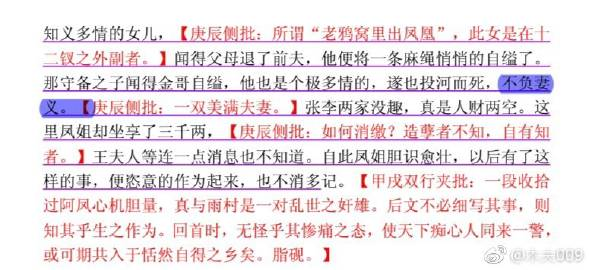 知义多情的女儿，【庚辰侧批：所谓“老鸦窝里出凤凰”，此女是在十
二钗之外副者。】闻得父母退了前夫，他便将一条麻绳悄悄的自缢了。
那守备之子闻得金哥自缢，他也是个极多情的，遂也投河而死，不负妻
义。【庚辰侧批：一双美满夫妻。】张李两家没趣，真是人财两空。这
里凤姐却坐享了三千两，【庚辰侧批：如何消缴？造孽者不知，自有知
者。】王夫人等连一点消息也不知道。自此凤姐胆识愈壮，以后有了这
样的事，便恣意的作为起来，也不消多记。【甲戌双行夹批：一段收拾
过阿凤心机胆量，真与雨村是一对乱世之奸雄。后文不必细写其事，则
知其乎生之作为。回首时，无怪乎其惨痛之态，使天下痴心人同来一警，
或可期共入于恬然自得之乡矣。脂砚。】
@木夫009